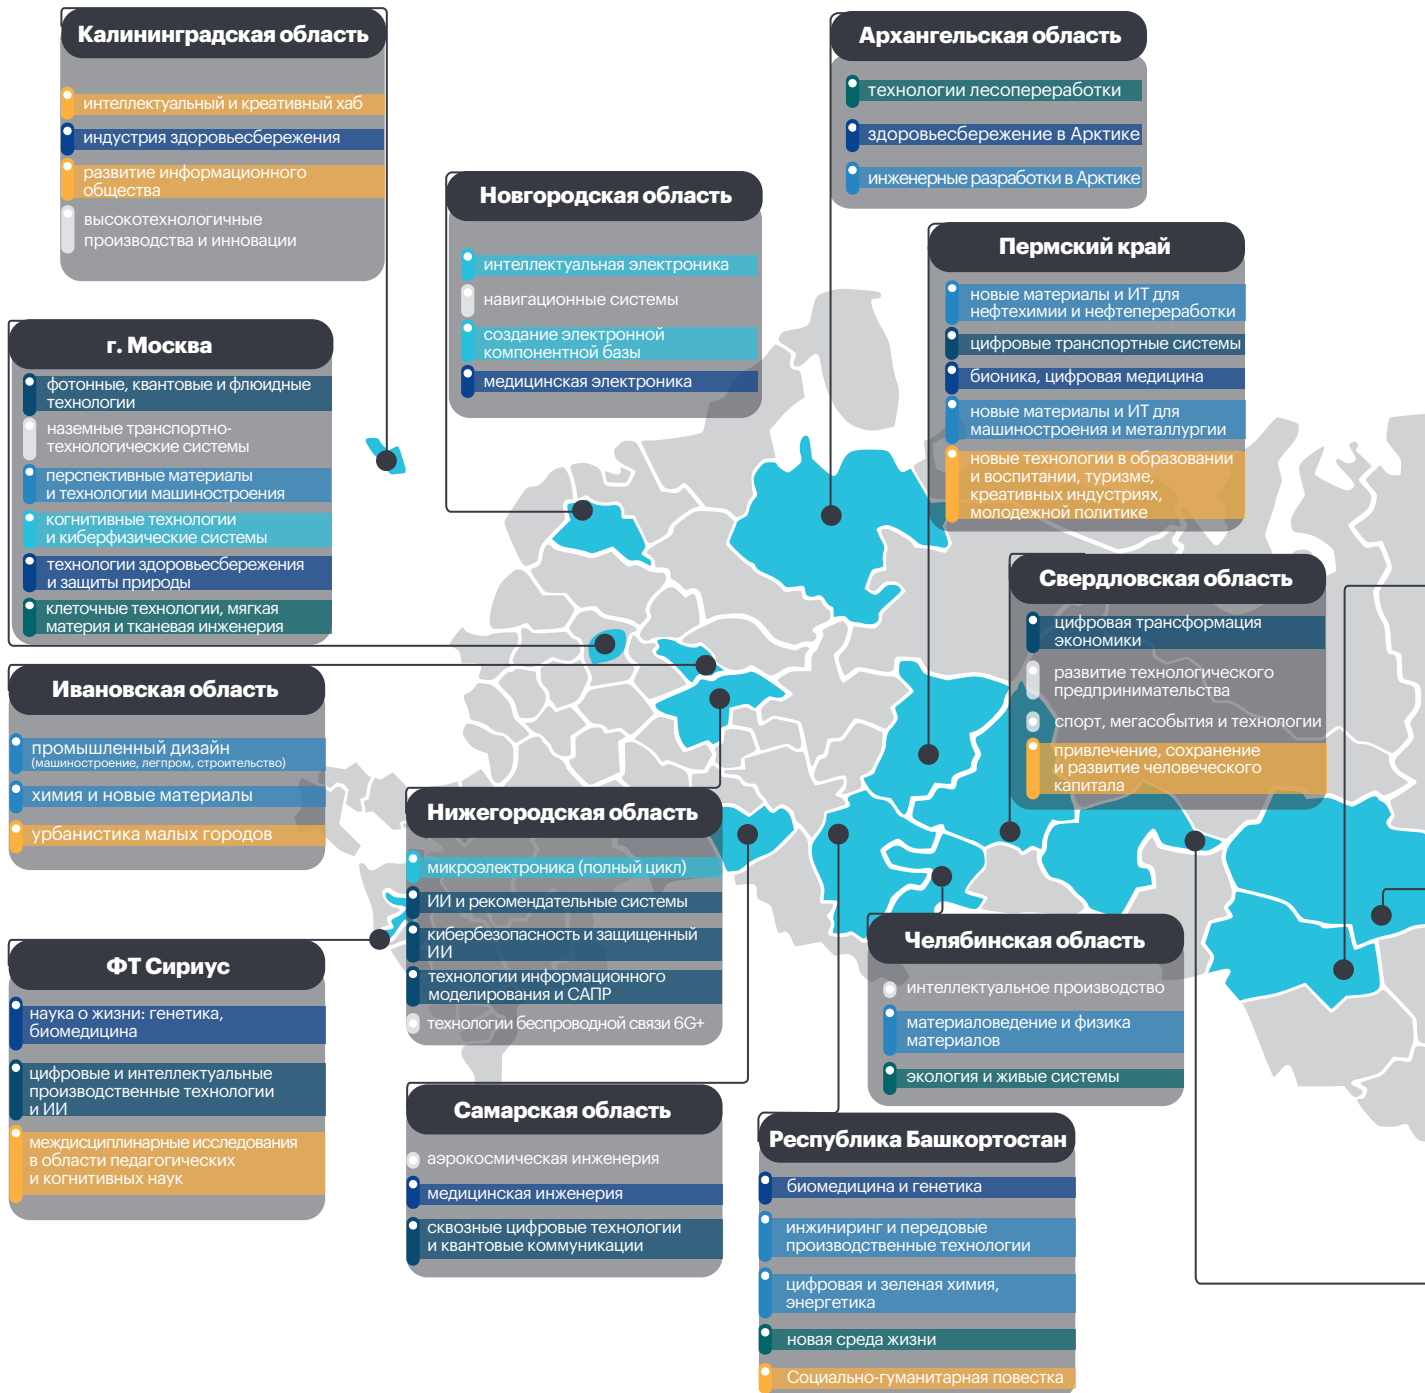 Калининградская область
интеллектуальный и креативный хаб
индустрия здоровьесбережения
развитие информационного
общества
высокотехнологичные
производства и инновации
Архангельская область
технологии лесопереработки
здоровьесбережение в Арктике
инженерные разработки в Арктике
Новгородская область
интеллектуальная электроника
навигационные системы
создание электронной
компонентной базы
медицинская электроника
Пермский край
новые материалы и ИТ для
нефтехимии и нефтепереработки
цифровые транспортные системы
бионика, цифровая медицина
новые материалы и ИТ для
машиностроения и металлургии
новые технологии в образовании
и воспитании, туризме,
креативных индустриях,
молодежной политике
г. Москва
фотонные, квантовые и флюидные
технологии
наземные транспортно-
технологические системы
перспективные материалы
и технологии машиностроения
когнитивные технологии
и киберфизические системы
технологии здоровьесбережения
и защиты природы
клеточные технологии, мягкая
материя и тканевая инженерия
Свердловская область
цифровая трансформация
экономики
развитие технологического
предпринимательства
спорт, мегасобытия и технологии
привлечение, сохранение
и развитие человеческого
капитала
Ивановская область
промышленный дизайн
(машиностроение, легпром, строительство)
химия и новые материалы
урбанистика малых городов
Нижегородская область
микроэлектроника (полный цикл)
ИИ и рекомендательные системы
кибербезопасность и защищенный
ИИ
технологии информационного
моделирования и САПР
технологии беспроводной связи 6G+
Челябинская область
интеллектуальное производство
материаловедение и физика
материалов
экология и живые системы
ФТ Сириус
наука о жизни: генетика,
биомедицина
цифровые и интеллектуальные
производственные технологии
и ИИ
междисциплинарные исследования
в области педагогических
и когнитивных наук
Самарская область
аэрокосмическая инженерия
медицинская инженерия
сквозные цифровые технологии
и квантовые коммуникации
Республика Башкортостан
биомедицина и генетика
инжиниринг и передовые
производственные технологии
цифровая и зеленая химия,
энергетика
новая среда жизни
Социально-гуманитарная повестка